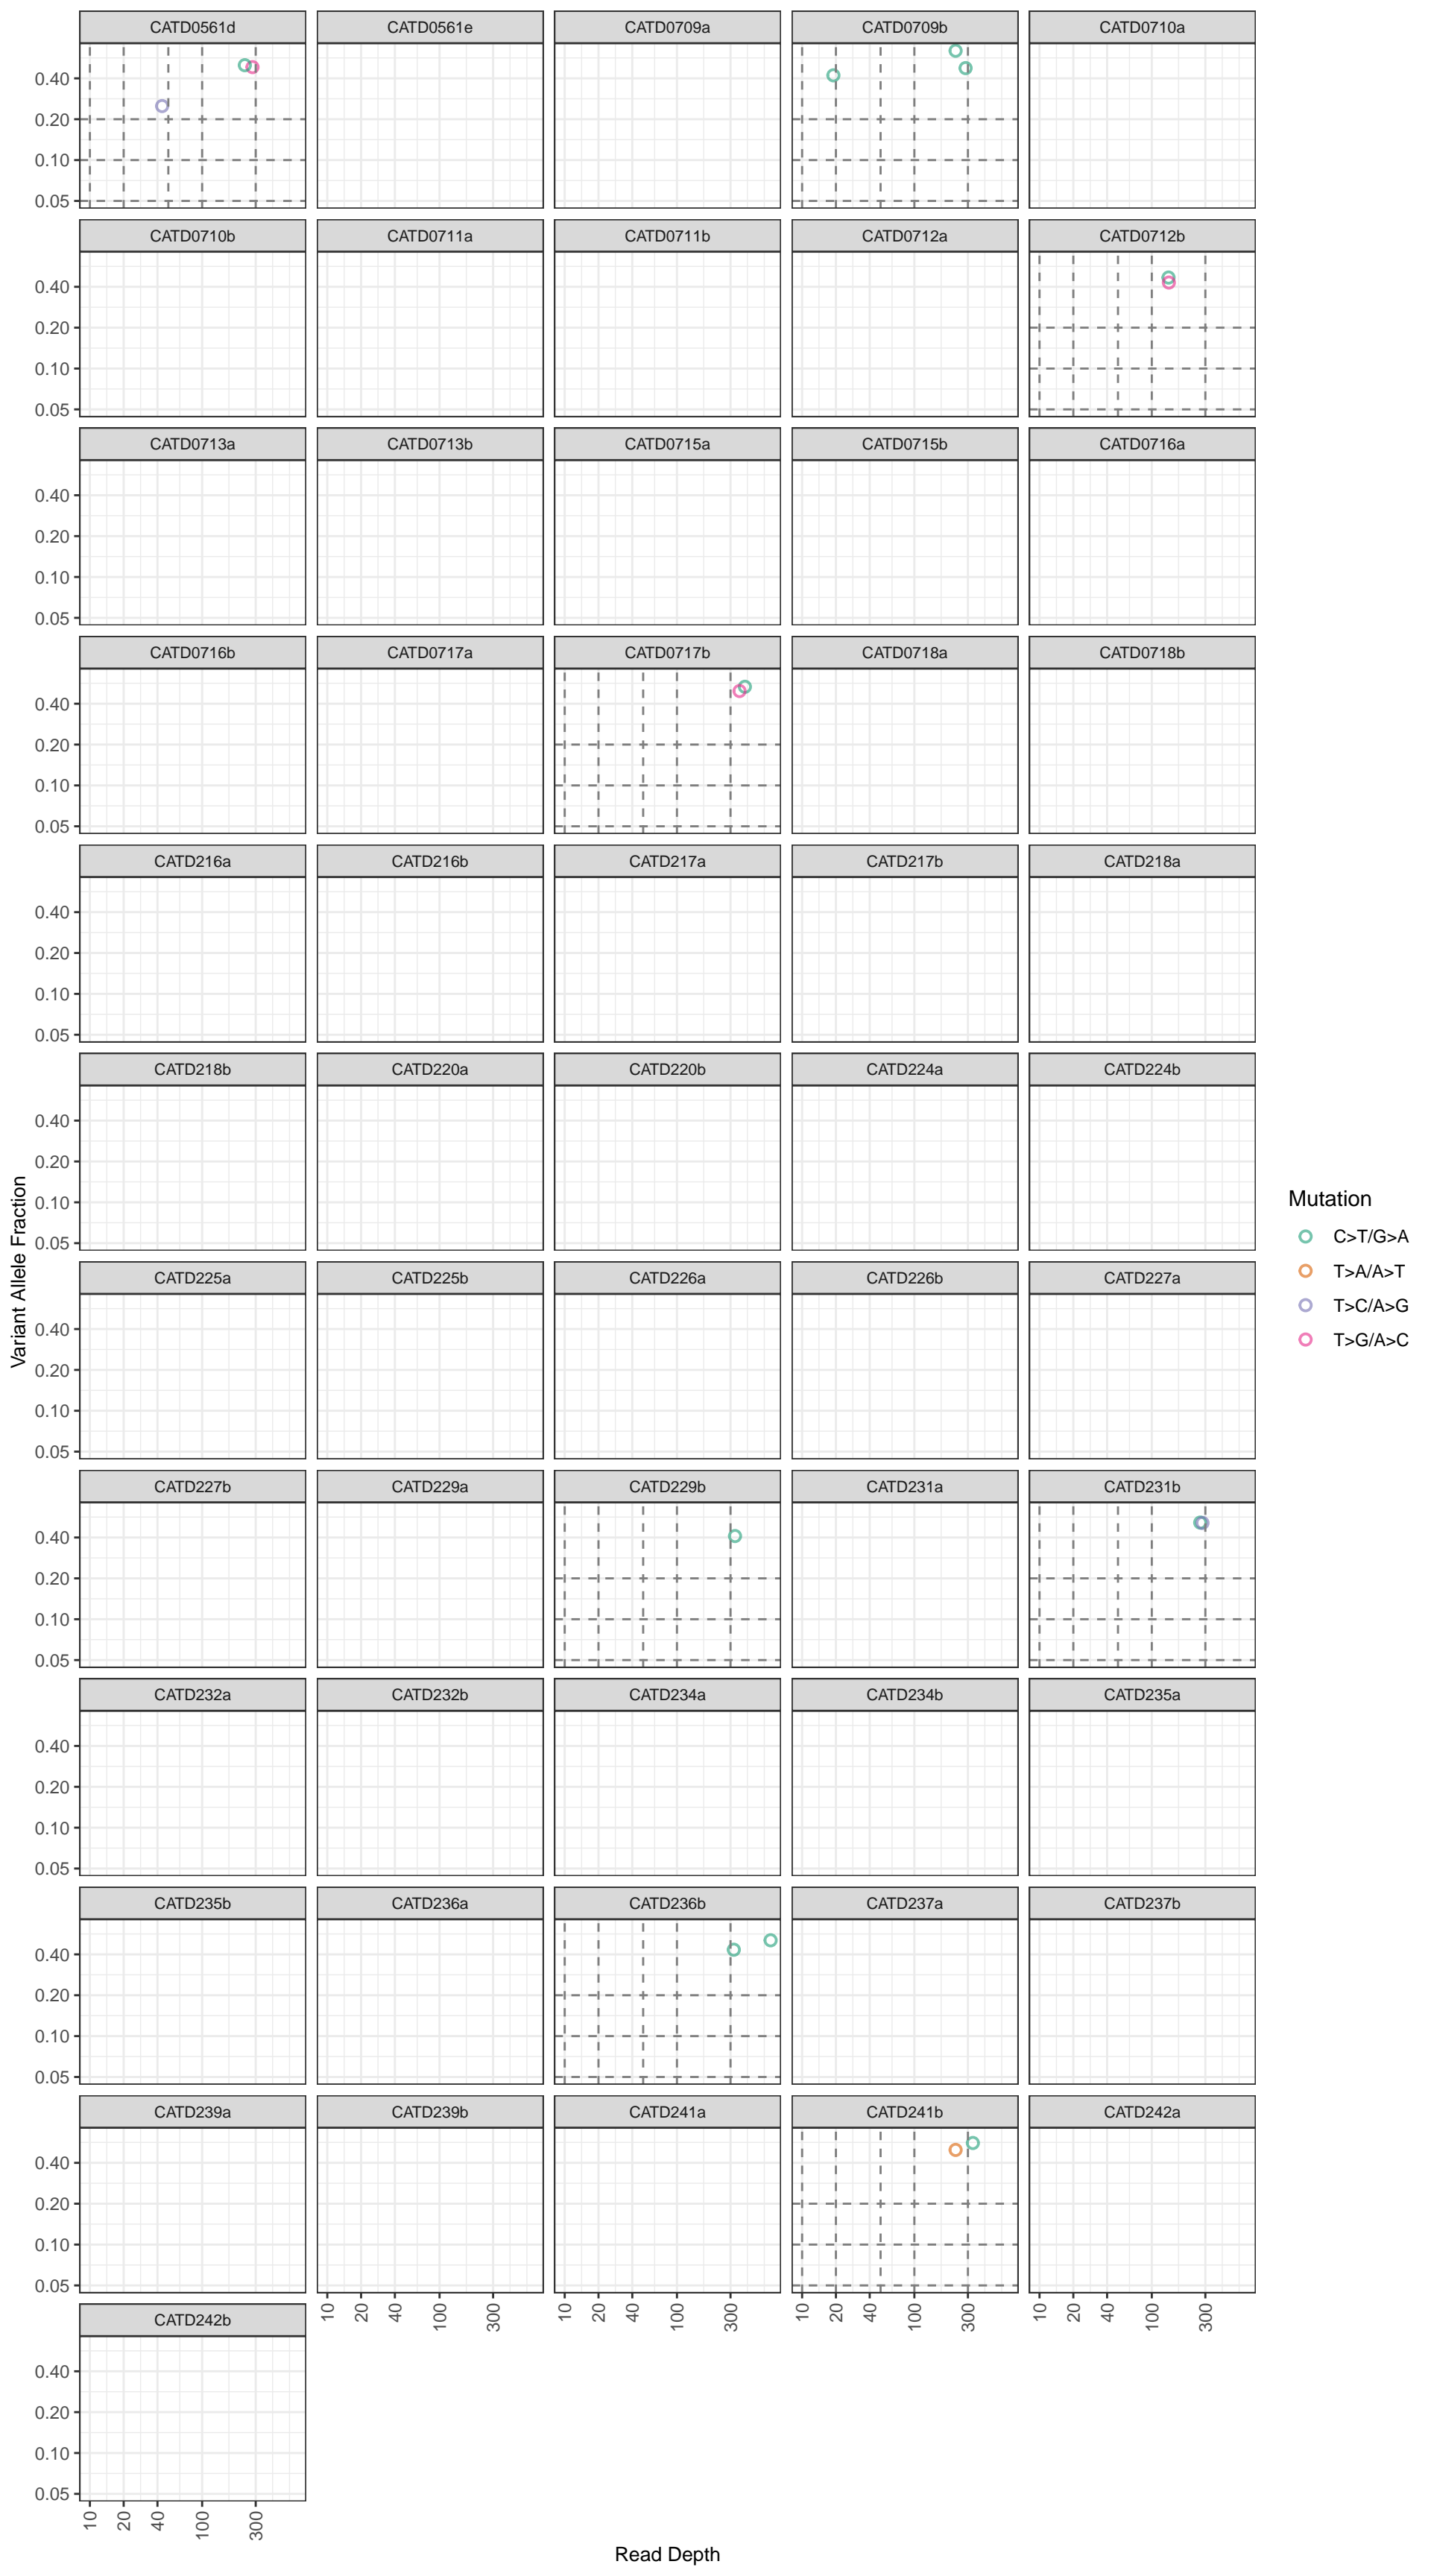 CATD0561d CATD0561e CATD0709a CATD0709b CATD0710a
0.40
0.20
0.10
0.05
CATD0710b CATD0711a CATD0711b CATD0712a CATD0712b
0.40
0.20
0.10
0.05
CATD0713a CATD0713b CATD0715a CATD0715b CATD0716a
0.40
0.20
0.10
0.05
CATD0716b CATD0717a CATD0717b CATD0718a CATD0718b
0.40
0.20
0.10
0.05
CATD216a CATD216b CATD217a CATD217b CATD218a
0.40
0.20
0.10
0.05
CATD218b CATD220a CATD220b CATD224a CATD224b
0.40
0.20
0.10
0.05
CATD225a CATD225b CATD226a CATD226b CATD227a
0.40
0.20
0.10
0.05
CATD227b CATD229a CATD229b CATD231a CATD231b
0.40
0.20
0.10
0.05
CATD232a CATD232b CATD234a CATD234b CATD235a
0.40
0.20
0.10
0.05
CATD235b CATD236a CATD236b CATD237a CATD237b
0.40
0.20
0.10
0.05
CATD239a CATD239b CATD241a CATD241b CATD242a
0.40
0.20
0.10
0.05
10 20 40 100 300 10 20 40 100 300 10 20 40 100 300 10 20 40 100 300
CATD242b
0.40
0.20
0.10
0.05
10 20 40 100 300
Read Depth
Variant Allele Fraction
Mutation
C>T/G>A
T>A/A>T
T>C/A>G
T>G/A>C